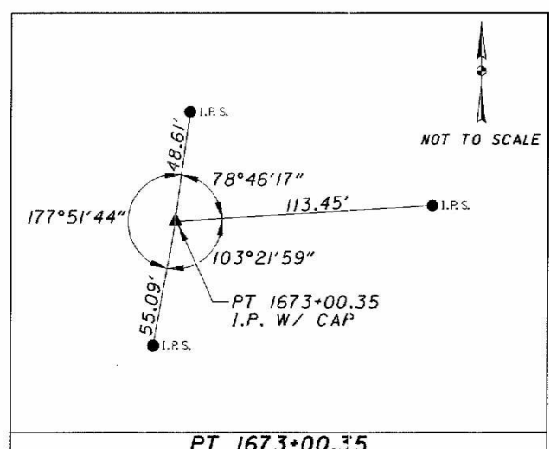 I.P.S.
48.61'
NOT TO SCALE
78°46'17"
177°51'44"
113.45'
I.P.S.
103°21'59"
55.09'
PT 1673+00.35
I.P. W/ CAP
I.P.S.
PT 1673+00.35